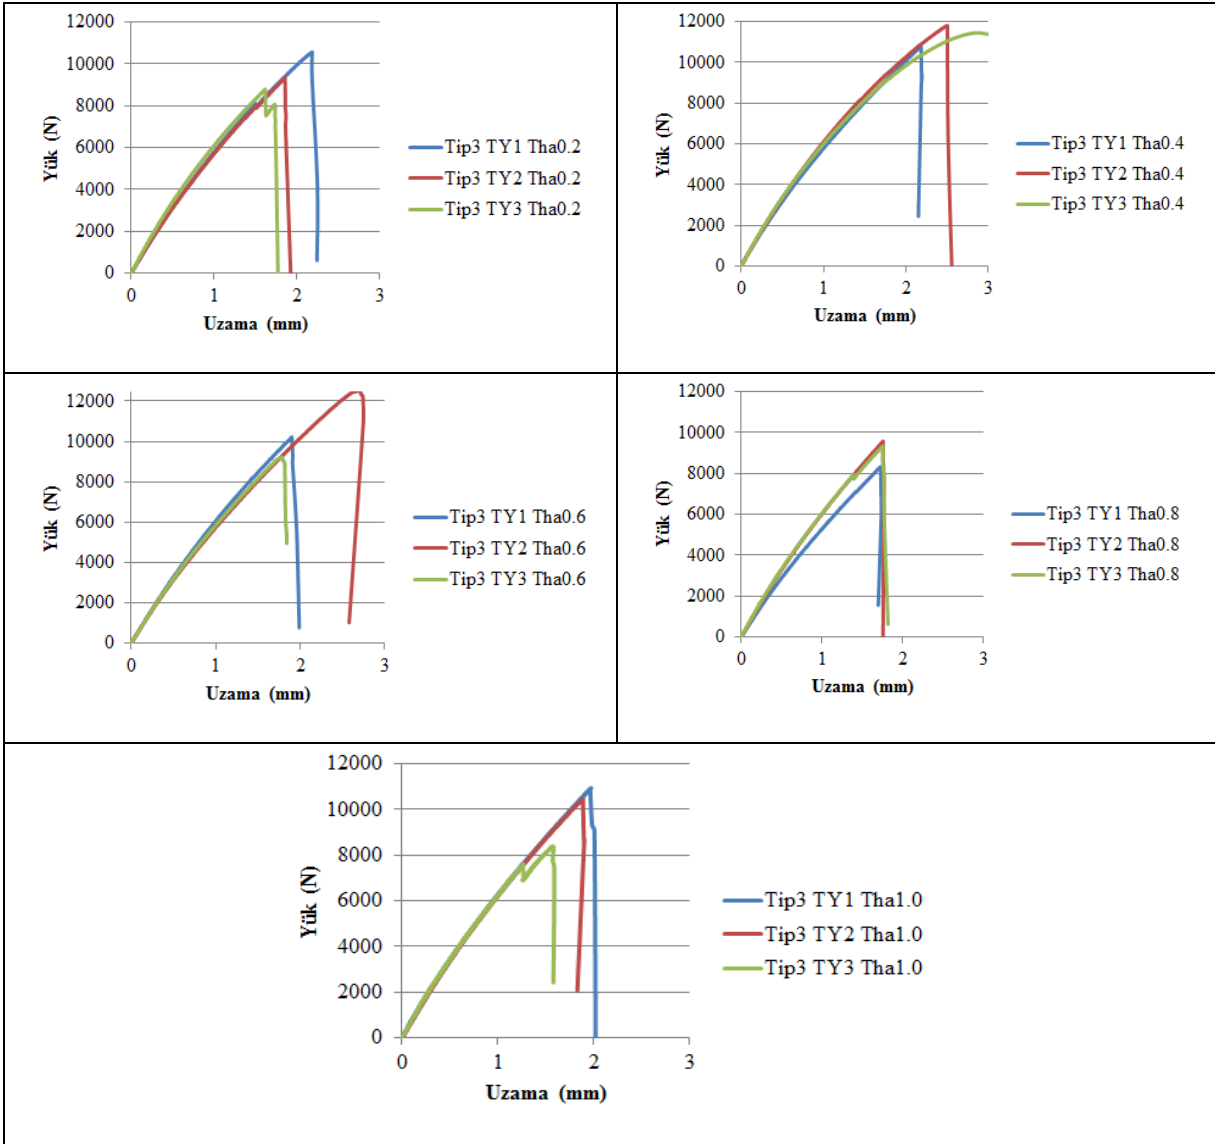 12000
10000
8000
6000
4000
2000
0
Yük (N)
0 1 2 3
Uzama (mm)
Tip3 TY1 Tha0.2
Tip3 TY2 Tha0.2
Tip3 TY3 Tha0.2
12000
10000
8000
6000
4000
2000
0
Yük (N)
0 1 2 3
Uzama (mm)
Tip3 TY1 Tha0.4
Tip3 TY2 Tha0.4
Tip3 TY3 Tha0.4
12000
10000
8000
6000
4000
2000
0
Yük (N)
0 1 2 3
Uzama (mm)
Tip3 TY1 Tha0.6
Tip3 TY2 Tha0.6
Tip3 TY3 Tha0.6
12000
10000
8000
6000
4000
2000
0
Yük (N)
0 1 2 3
Uzama (mm)
Tip3 TY1 Tha0.8
Tip3 TY2 Tha0.8
Tip3 TY3 Tha0.8
12000
10000
8000
6000
4000
2000
0
Yük (N)
0 1 2 3
Uzama (mm)
Tip3 TY1 Tha1.0
Tip3 TY2 Tha1.0
Tip3 TY3 Tha1.0